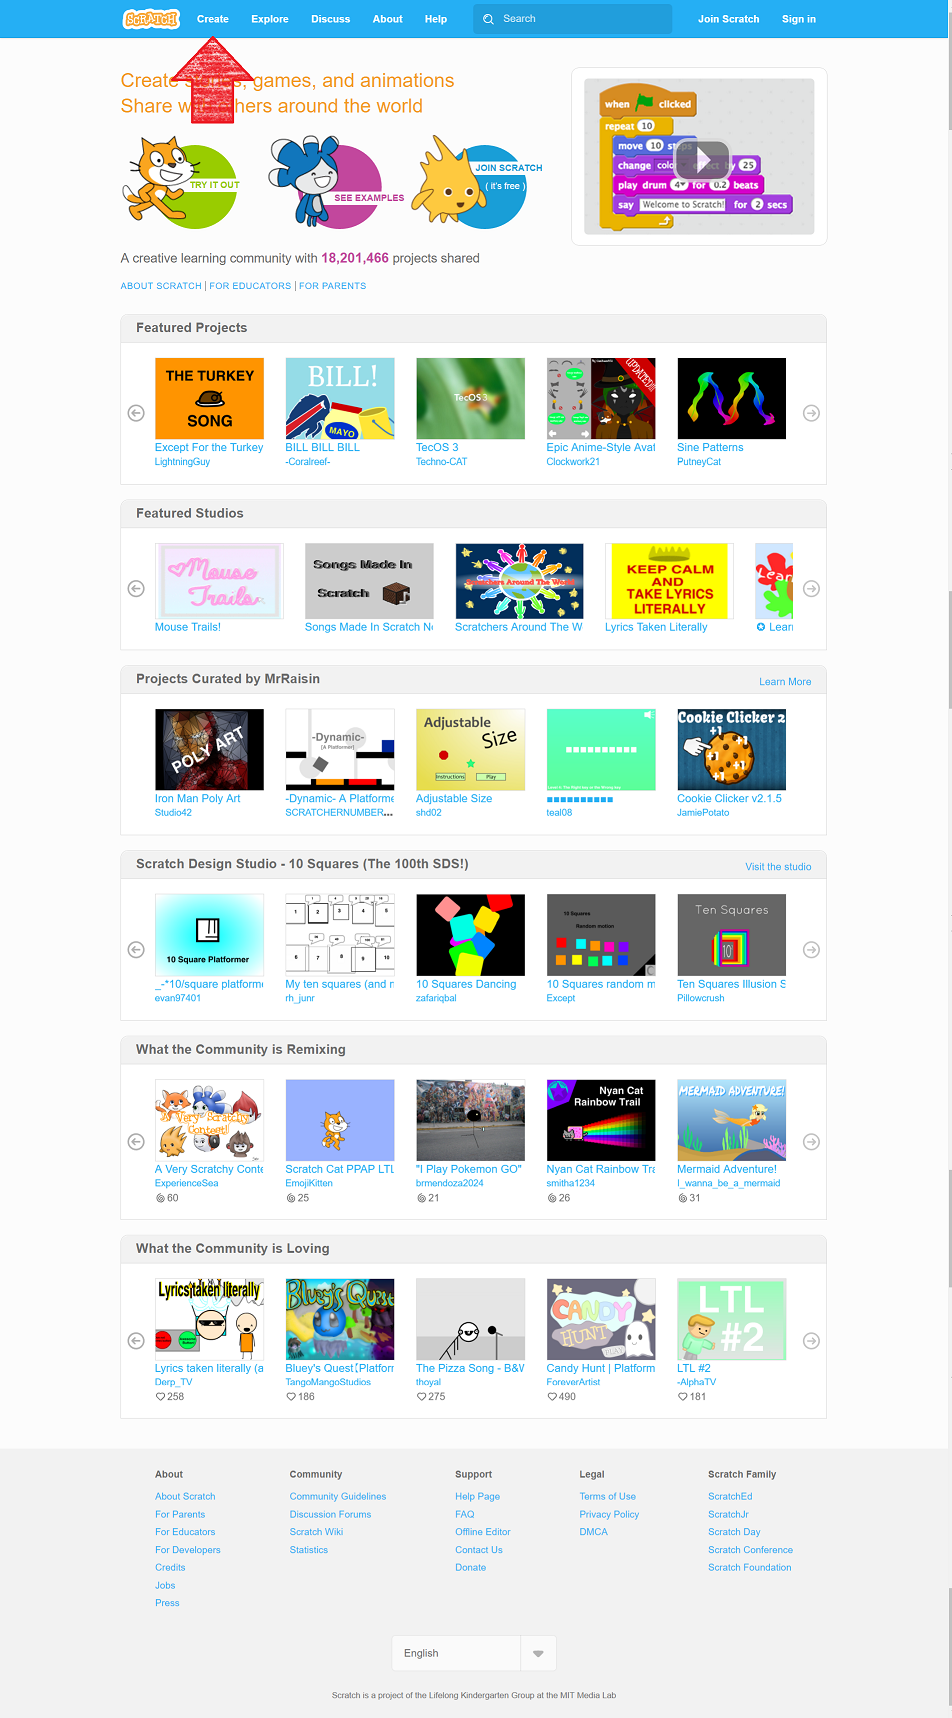 SCRATCH Create Explore Discuss About Help Search Join Scratch Sign in
Create games, and animations
Share around the world
TRY IT OUT
SEE EXAMPLES
JOIN SCRATCH
( it's free )
when clicked
repeat 10
move 10
change by 25
play drum 4 for 0.2 beats
say Welcome to Scratch! for 2 secs
A creative learning community with 18,201,466 projects shared
ABOUT SCRATCH | FOR EDUCATORS | FOR PARENTS
Featured Projects
THE TURKEY
SONG
BILL!
MAYO
TecOS 3
UPDATED!!!
Except For the Turkey
BILL BILL BILL
TecOS 3
Epic Anime-Style Avat
Sine Patterns
LightningGuy
-Coralreef-
Techno-CAT
Clockwork21
PutneyCat
Featured Studios
Mouse
Trails
Songs Made In
Scratch
Scratchers Around The World
KEEP CALM
AND
TAKE LYRICS
LITERALLY
Learn
Mouse Trails!
Songs Made In Scratch Ne
Scratchers Around The W
Lyrics Taken Literally
✪ Learn
Projects Curated by MrRaisin
Learn More
POLY ART
-Dynamic-
[A Platformer]
Adjustable
Size
Instructions
Play
Cookie Clicker 2
+1
+1
+1
+1
Iron Man Poly Art
-Dynamic- A Platforme
Adjustable Size
■■■■■■■■■■
Cookie Clicker v2.1.5
Studio42
SCRATCHERNUMBER...
shd02
teal08
JamiePotato
Scratch Design Studio - 10 Squares (The 100th SDS!)
Visit the studio
10 Square Platformer
1 2 3 4 5
6 7 8 9 10
10 Squares
Random motion
Ten Squares
10
_-*10/square platforme
My ten squares (and m
10 Squares Dancing
10 Squares random m
Ten Squares Illusion S
evan97401
rh_junr
zafariqbal
Except
Pillowcrush
What the Community is Remixing
A Very Scratchy
Contest!
Nyan Cat
Rainbow Trail
MERMAID ADVENTURE!
A Very Scratchy Conte
Scratch Cat PPAP LTL
"I Play Pokemon GO"
Nyan Cat Rainbow Tra
Mermaid Adventure!
ExperienceSea
EmojiKitten
brmendoza2024
smitha1234
I_wanna_be_a_mermaid
60
25
21
26
31
What the Community is Loving
Lyrics taken literally
Bluey's Quest
CANDY
HUNT
PLAY
LTL
#2
Lyrics taken literally (a
Bluey's Quest【Platforr
The Pizza Song - B&W
Candy Hunt | Platform
LTL #2
Derp_TV
TangoMangoStudios
thoyal
ForeverArtist
-AlphaTV
258
186
275
490
181
About
About Scratch
For Parents
For Educators
For Developers
Credits
Jobs
Press
Community
Community Guidelines
Discussion Forums
Scratch Wiki
Statistics
Support
Help Page
FAQ
Offline Editor
Contact Us
Donate
Legal
Terms of Use
Privacy Policy
DMCA
Scratch Family
ScratchEd
ScratchJr
Scratch Day
Scratch Conference
Scratch Foundation
English
Scratch is a project of the Lifelong Kindergarten Group at the MIT Media Lab